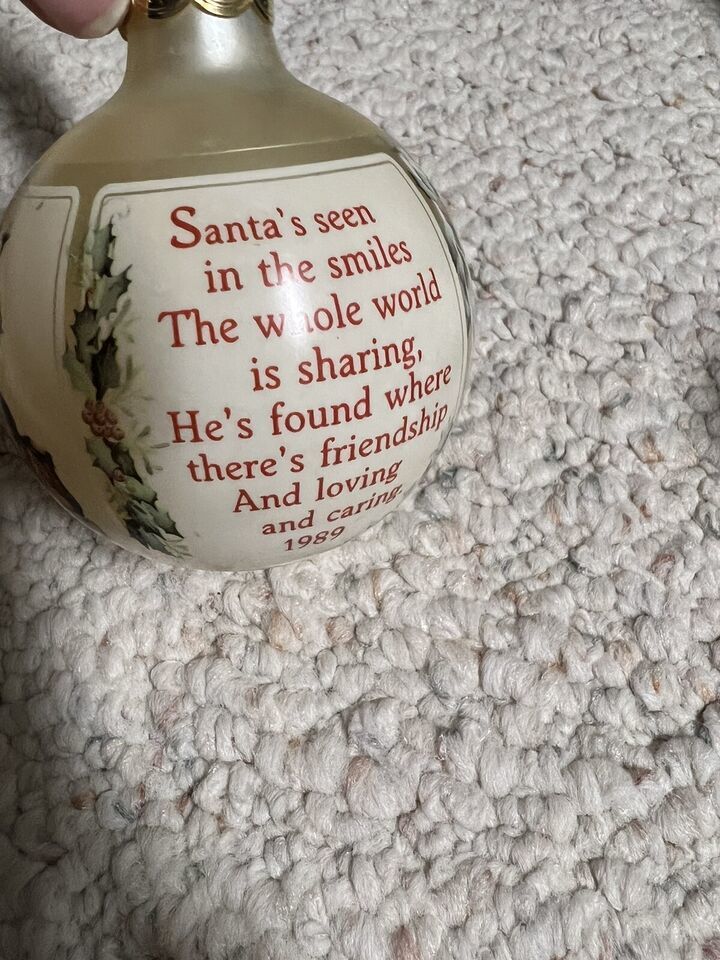 Santa's seen
in the smiles
The whole world
is sharing,
He's found where
there's friendship
And loving
and caring.
1989